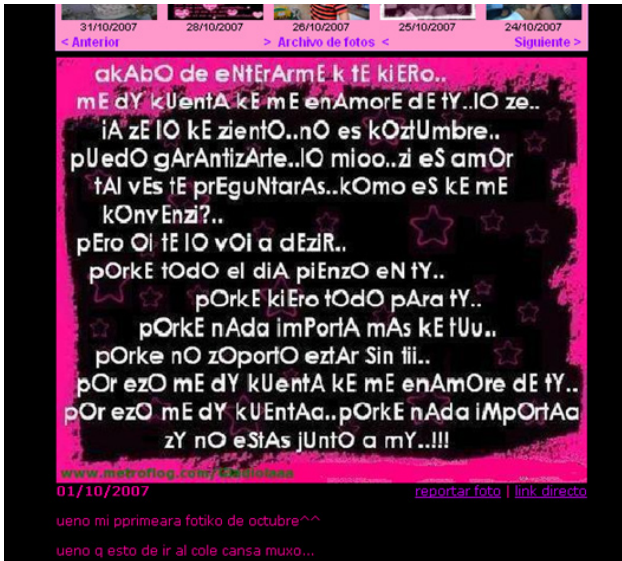 31/10/2007 28/10/2007 26/10/2007 25/10/2007 24/10/2007
< Anterior > Archivo de fotos < Siguiente >
akAbO de eNtErArmE k tE kiERo..
mE dY kUentA kE mE enAmorE dE tY..lO ze..
iA zE lO kE zientO..nO es kOztUmbre..
pUedO gArAntizArte..lO mioo..zi eS amOr
tAl vEs tE prEguNtarAs..kOmo eS kE mE
kOnvEnzi?..
pEro Oi tE lO vOi a dEziR..
pOrkE tOdO el diA piEnzO eN tY..
pOrkE kiEro tOdO pAra tY..
pOrkE nAda imPortA mAs kE tUu..
pOrke nO zOportO eztAr Sin tii..
pOr ezO mE dY kUentA kE mE enAmOre dE tY..
pOr ezO mE dY kUEntAa..pOrkE nAda iMpOrtAa
zY nO eStAs jUntO a mY..!!!
01/10/2007 reportar foto | link directo
ueno mi pprimeara fotiko de octubre^^
ueno q esto de ir al cole cansa muxo...